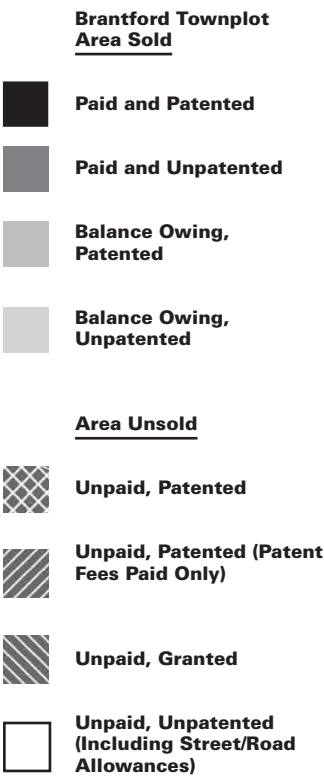 Brantford Townplot
Area Sold
Paid and Patented
Paid and Unpatented
Balance Owing,
Patented
Balance Owing,
Unpatented
Area Unsold
Unpaid, Patented
Unpaid, Patented (Patent
Fees Paid Only)
Unpaid, Granted
Unpaid, Unpatented
(Including Street/Road
Allowances)